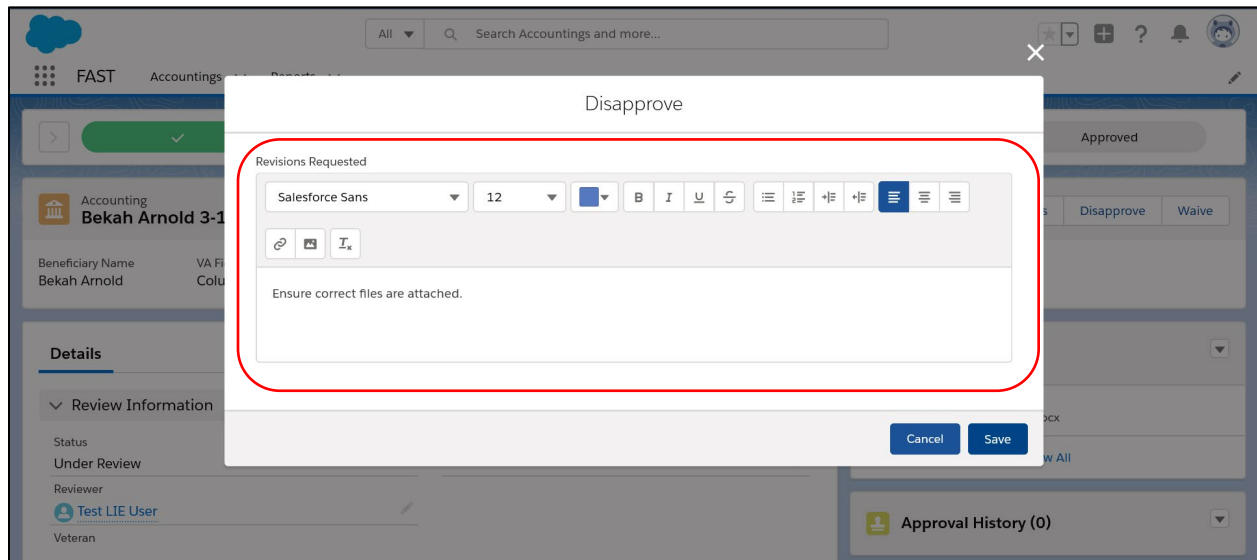 All Search Accountings and more...
FAST Accountings
Disapprove
Approved
Revisions Requested
Salesforce Sans 12 B I U S
Accounting
Bekah Arnold 3-1
Disapprove Waive
Beneficiary Name
Bekah Arnold
Ensure correct files are attached.
Details
Review Information
Cancel Save
Status
Under Review
All
Reviewer
Test LIE User
Approval History (0)
Veteran